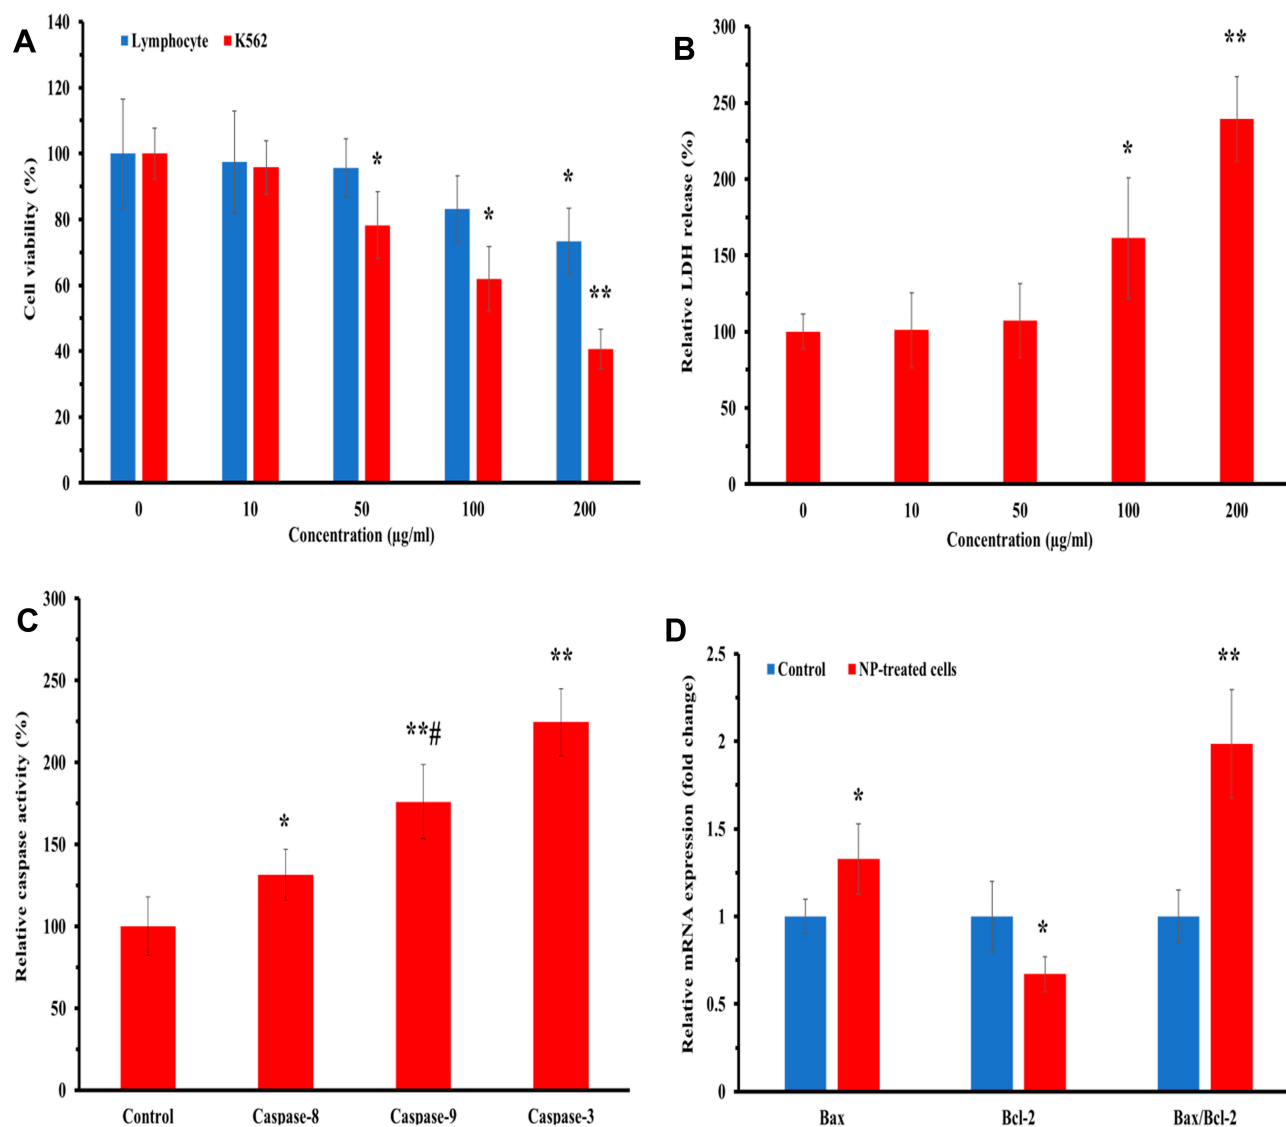 A
Lymphocyte K562
Cell viability (%)
140
120
100
80
60
40
20
0
*
*
*
**
0 10 50 100 200
Concentration (µg/ml)
B
Relative LDH release (%)
300
250
200
150
100
50
0
*
**
0 10 50 100 200
Concentration (µg/ml)
C
Relative caspase activity (%)
300
250
200
150
100
50
0
*
**#
**
Control Caspase-8 Caspase-9 Caspase-3
D
Control NP-treated cells
Relative mRNA expression (fold change)
2.5
2
1.5
1
0.5
0
*
*
**
Bax Bcl-2 Bax/Bcl-2